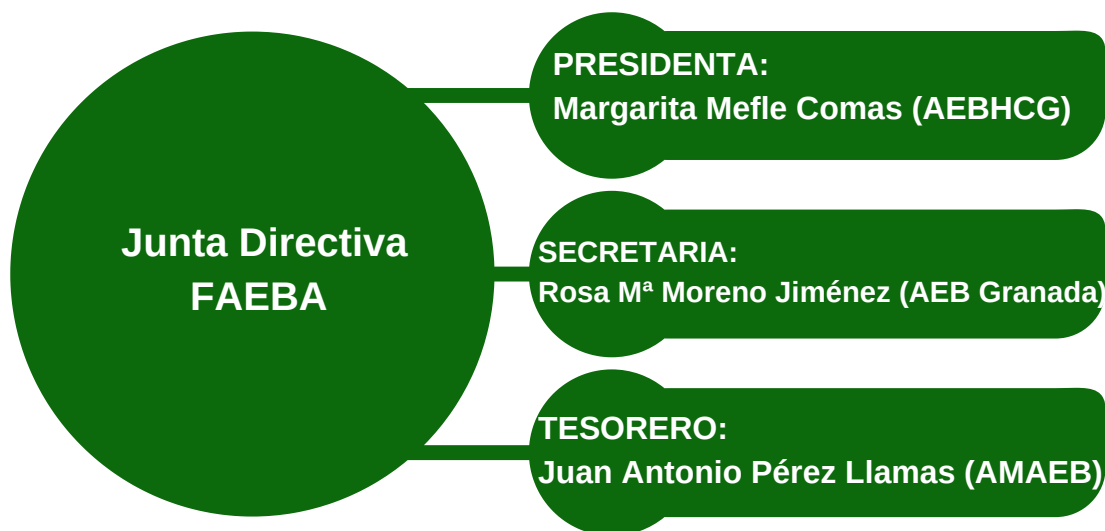 Junta Directiva
FAEBA
PRESIDENTA:
Margarita Mefle Comas (AEBHCG)
SECRETARIA:
Rosa Mª Moreno Jiménez (AEB Granada)
TESORERO:
Juan Antonio Pérez Llamas (AMAEB)